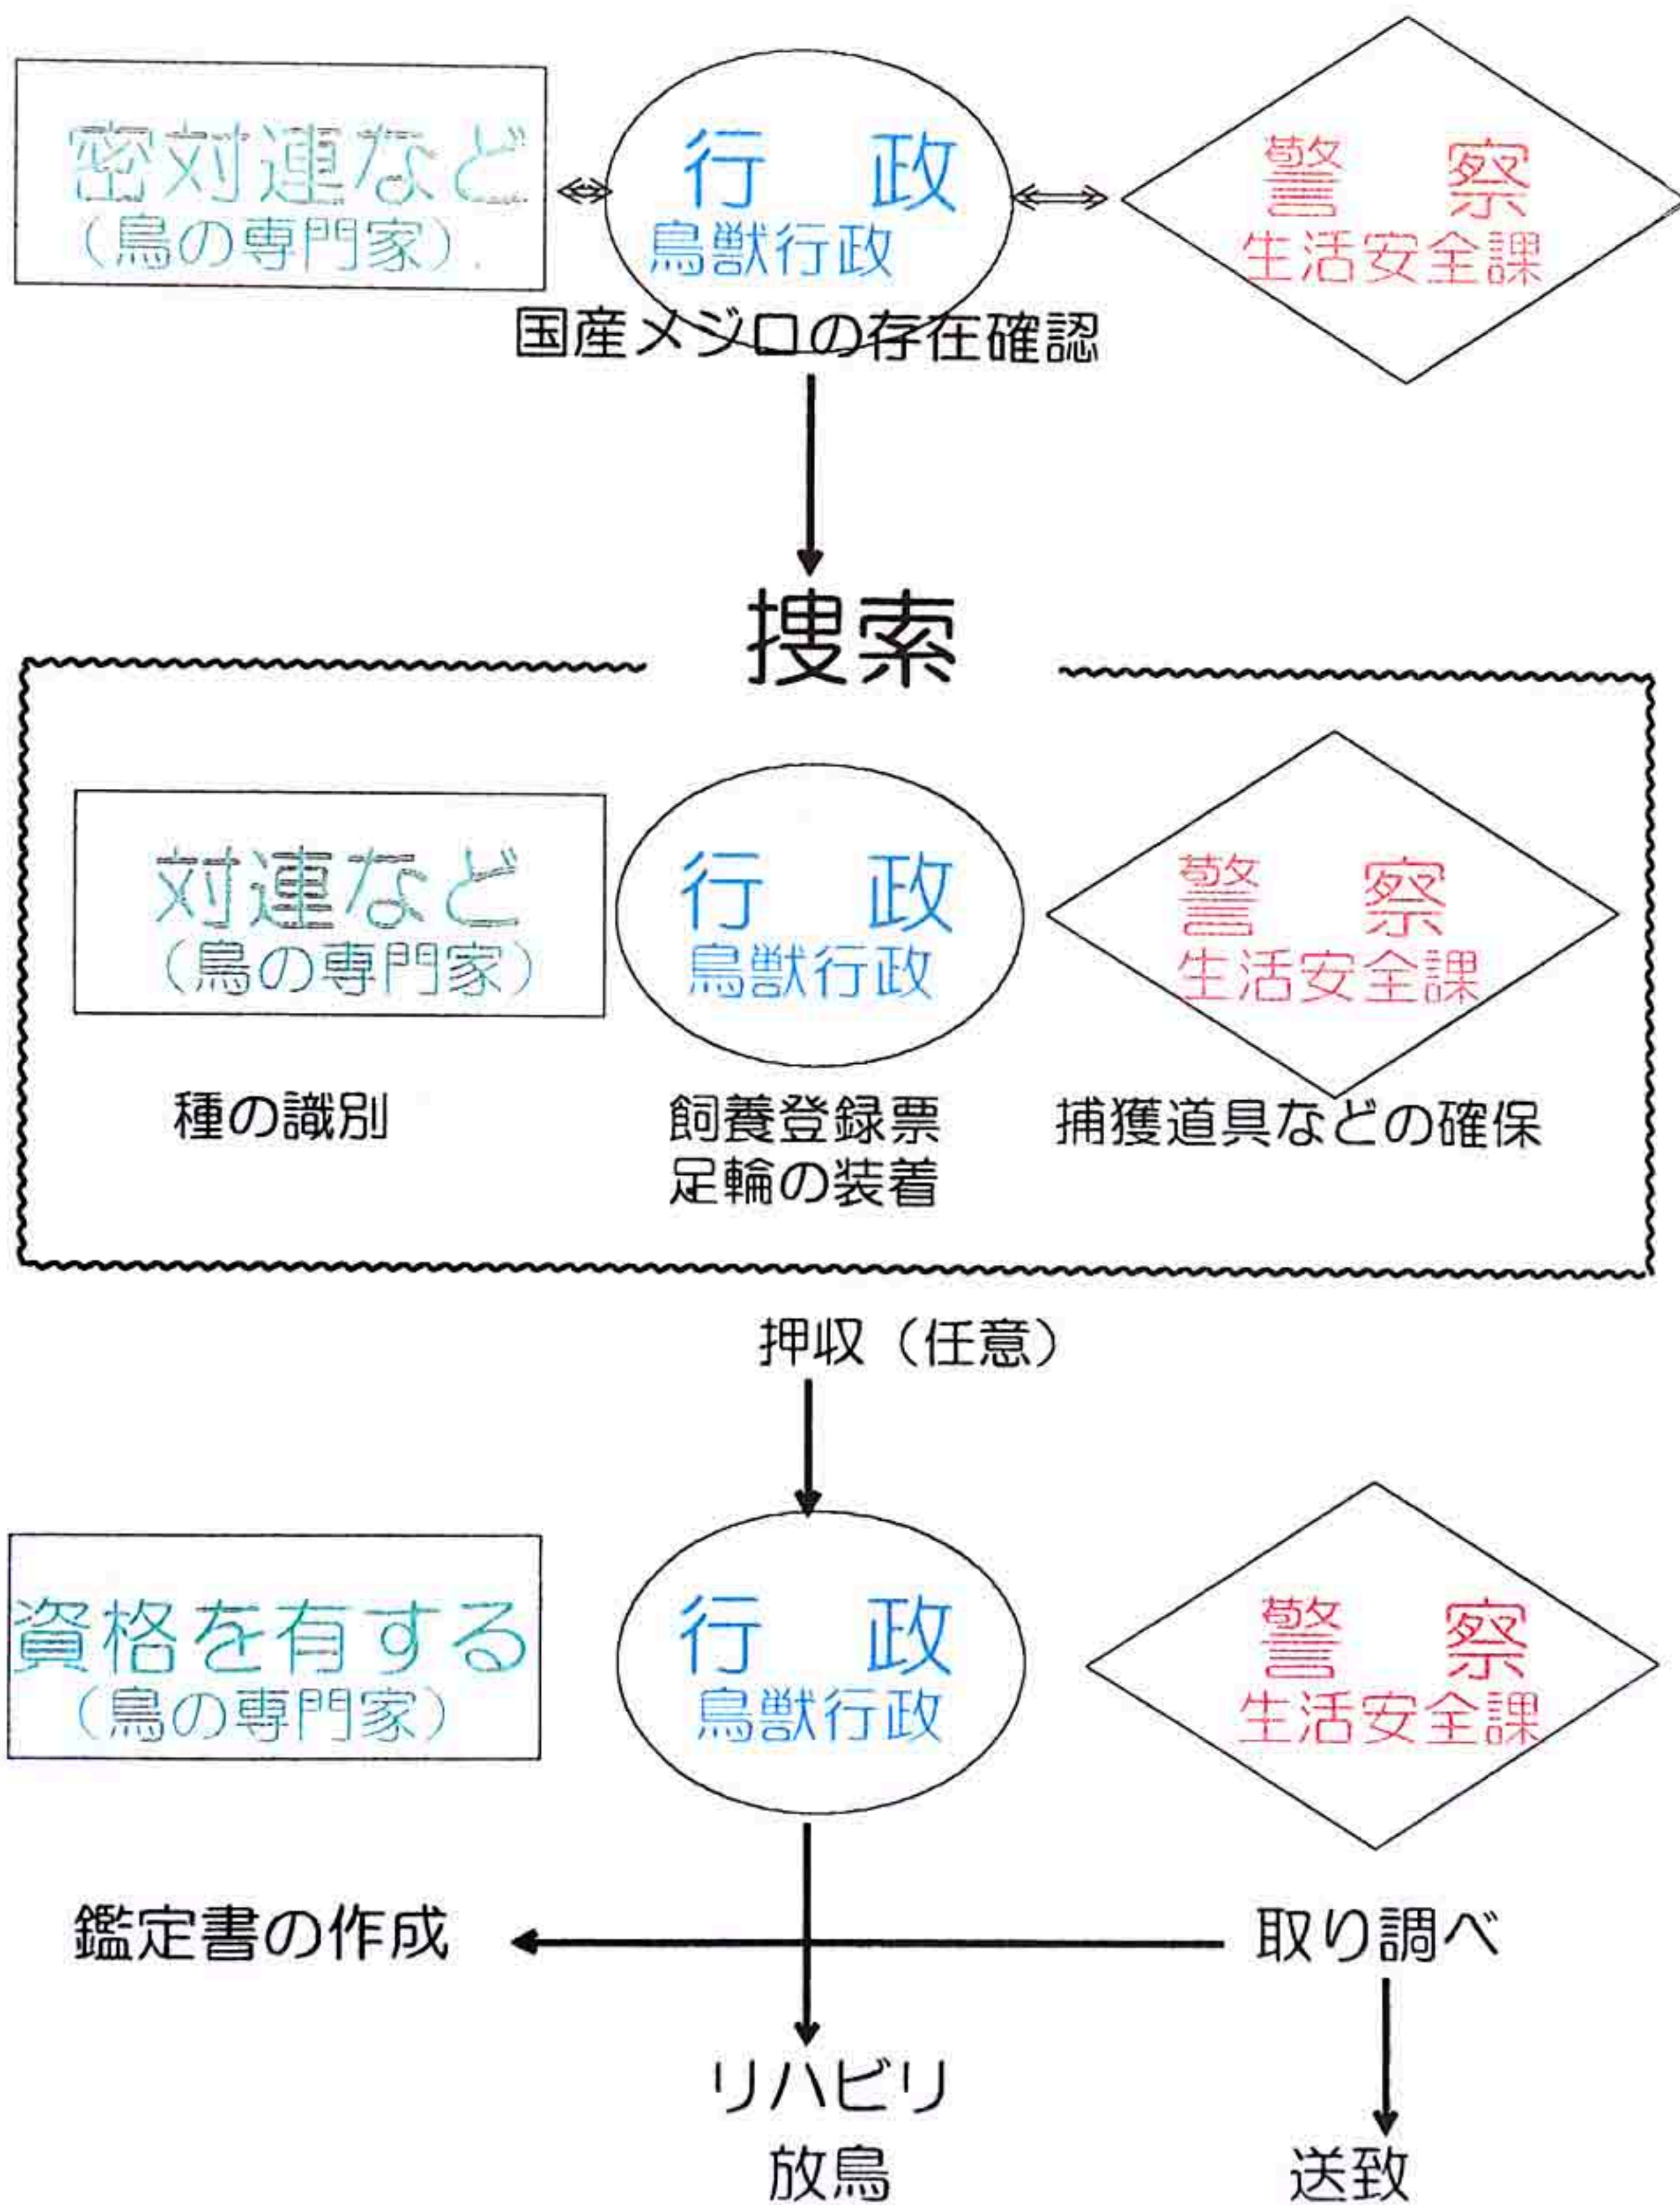 密対連など
(鳥の専門家)
行 政
鳥獣行政
警 察
生活安全課
国産メジロの存在確認
捜索
対連など
(鳥の専門家)
行 政
鳥獣行政
警 察
生活安全課
種の識別
飼養登録票
足輪の装着
捕獲道具などの確保
押収(任意)
資格を有する
(鳥の専門家)
行 政
鳥獣行政
警 察
生活安全課
鑑定書の作成
取り調べ
リハビリ
放鳥
送致